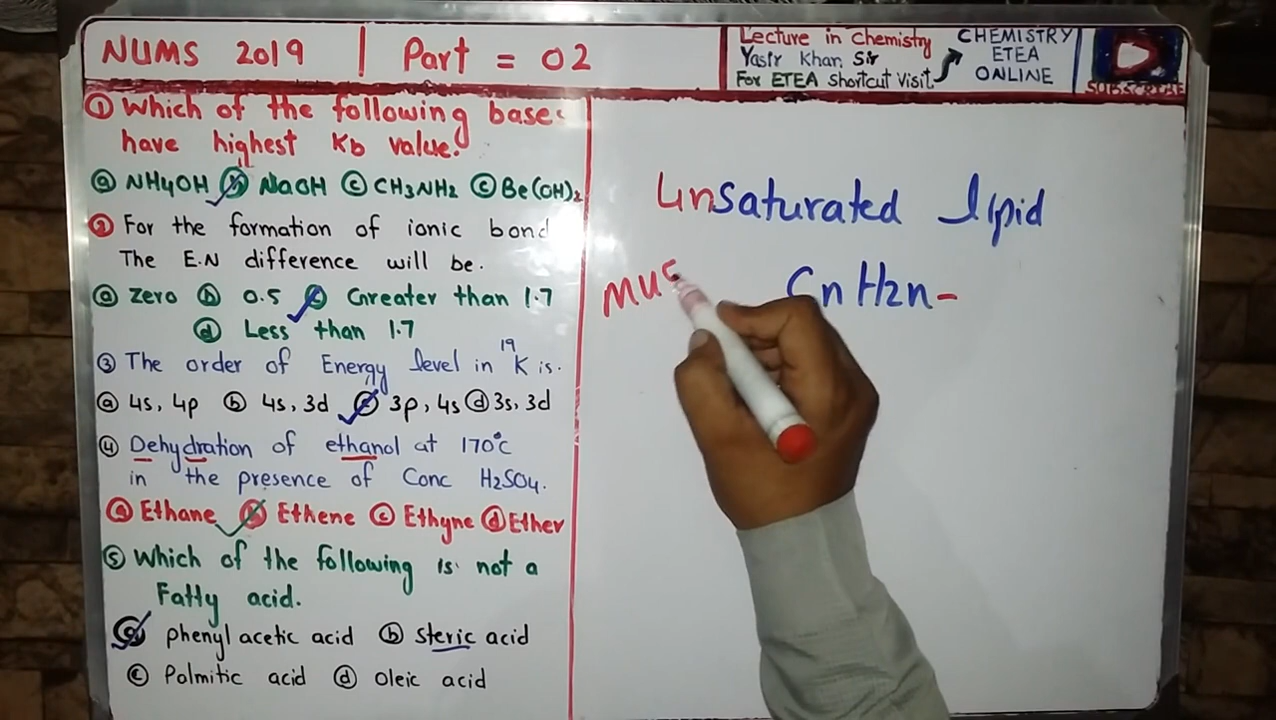 NUMS 2019 | Part = 02
Lecture in Chemistry
Yasir Khan Sir
For ETEA Shortcut Visit
CHEMISTRY
ETEA
ONLINE
SUBSCRIBE
① Which of the following base
have highest Kb value?
ⓐ NH4OH ⓑ NaOH ⓒ CH3NH2 ⓒ Be(OH)2
② For the formation of ionic bond
The E.N difference will be.
ⓐ Zero ⓑ 0.5 ⓒ Greater than 1.7
ⓓ Less than 1.7
③ The order of Energy level in 19K is.
ⓐ 4s, 4p ⓑ 4s, 3d ⓒ 3p, 4s ⓓ 3s, 3d
④ Dehydration of ethanol at 170°C
in the presence of Conc H2SO4.
ⓐ Ethane ⓑ Ethene ⓒ Ethyne ⓓ Ether
⑤ Which of the following is not a
Fatty acid.
ⓐ phenyl acetic acid ⓑ Steric acid
ⓒ Palmitic acid ⓓ oleic acid
Unsaturated lipid
CnH2n-
MUS